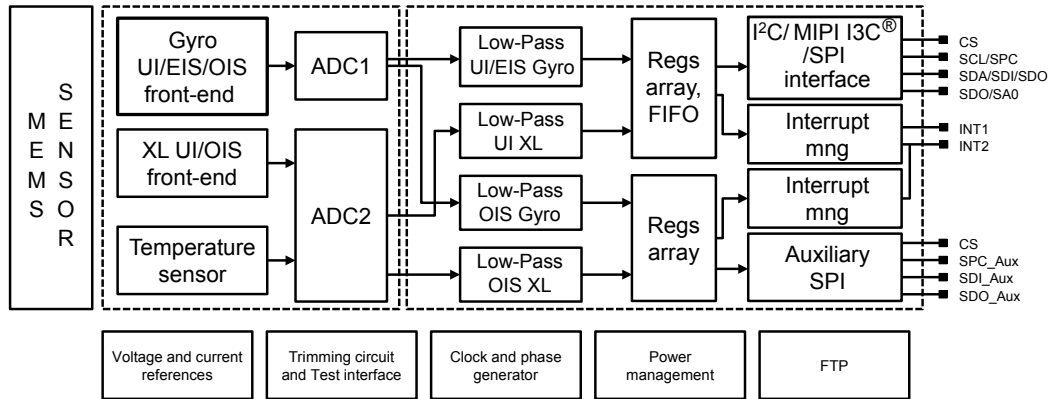 MEMS
SENSOR
Gyro
UI/EIS/OIS
front-end
XL UI/OIS
front-end
Temperature
sensor
ADC1
ADC2
Low-Pass
UI/EIS Gyro
Low-Pass
UI XL
Low-Pass
OIS Gyro
Low-Pass
OIS XL
Regs
array,
FIFO
Regs
array
I²C/ MIPI I3C®
/SPI
interface
Interrupt
mng
Interrupt
mng
Auxiliary
SPI
CS
SCL/SPC
SDA/SDI/SDO
SDO/SA0
INT1
INT2
CS
SPC_Aux
SDI_Aux
SDO_Aux
Voltage and current
references
Trimming circuit
and Test interface
Clock and phase
generator
Power
management
FTP